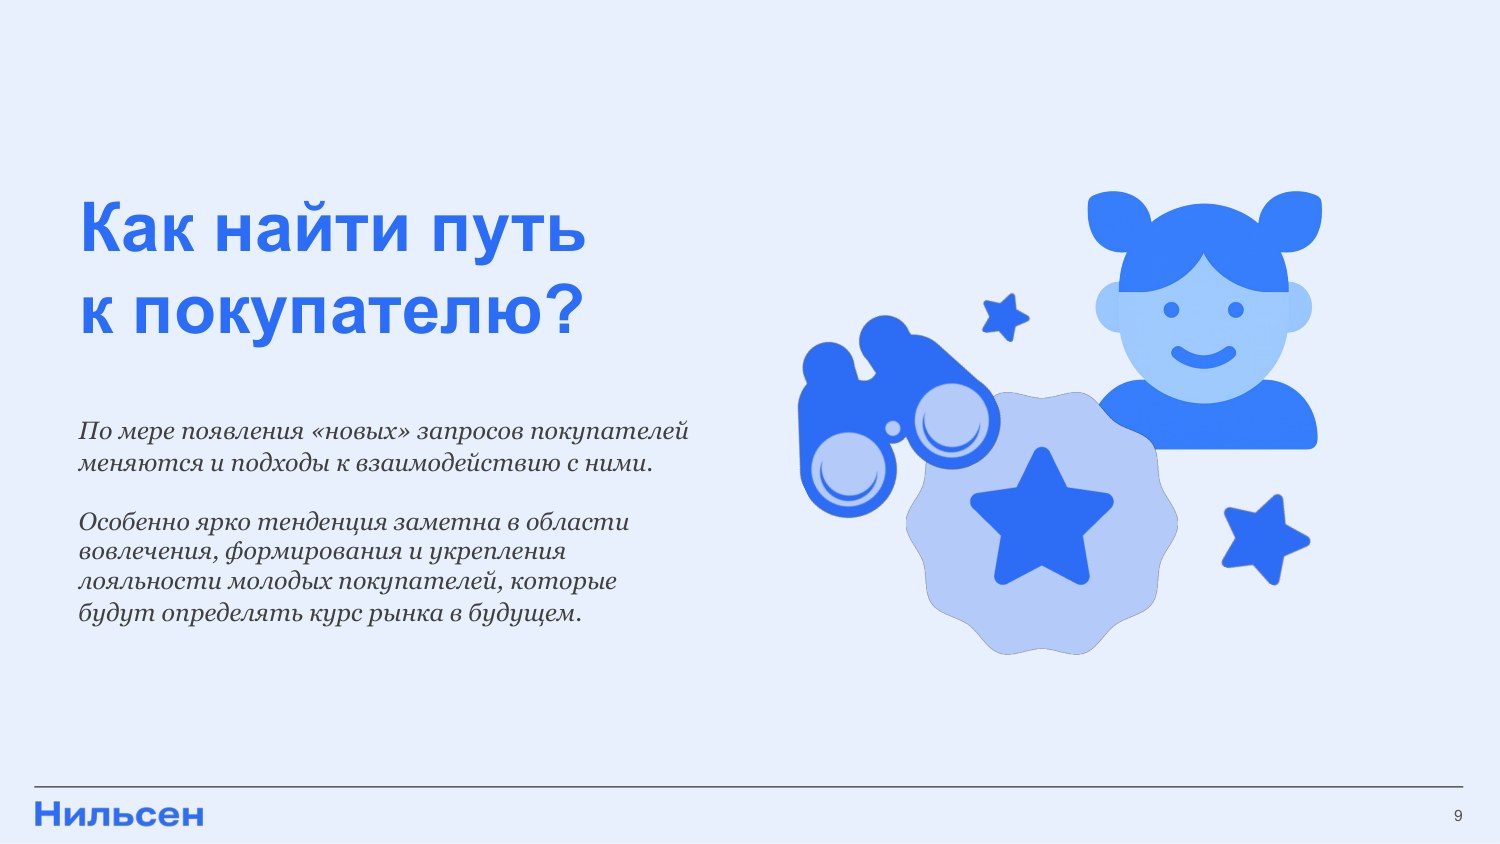 Как найти путь
к покупателю?
По мере появления «новых» запросов покупателей
меняются и подходы к взаимодействию с ними.
Особенно ярко тенденция заметна в области
вовлечения, формирования и укрепления
лояльности молодых покупателей, которые
будут определять курс рынка в будущем.
Нильсен
9